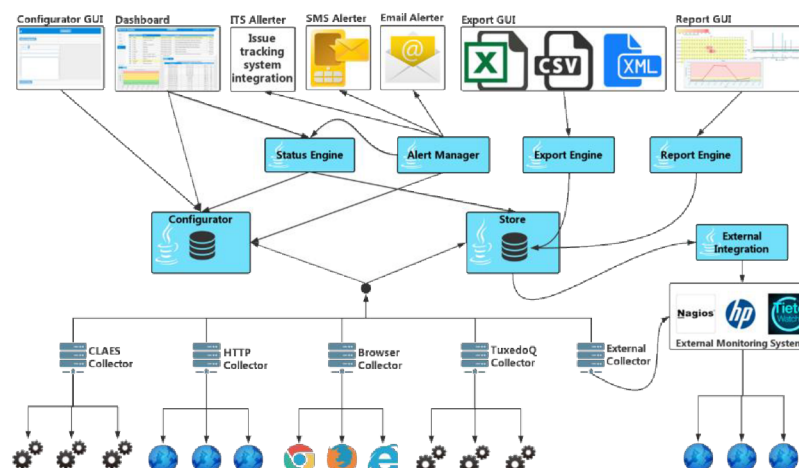 Configurator GUI
Dashboard
ITS Allerter
SMS Alerter
Email Alerter
Export GUI
Report GUI
Issue
tracking
system
integration
X
CSV
XML
Status Engine
Alert Manager
Export Engine
Report Engine
Configurator
Store
External
Integration
Nagios
hp
Tieto
Watch
External Monitoring System
CLAES
Collector
HTTP
Collector
Browser
Collector
TuxedoQ
Collector
External
Collector